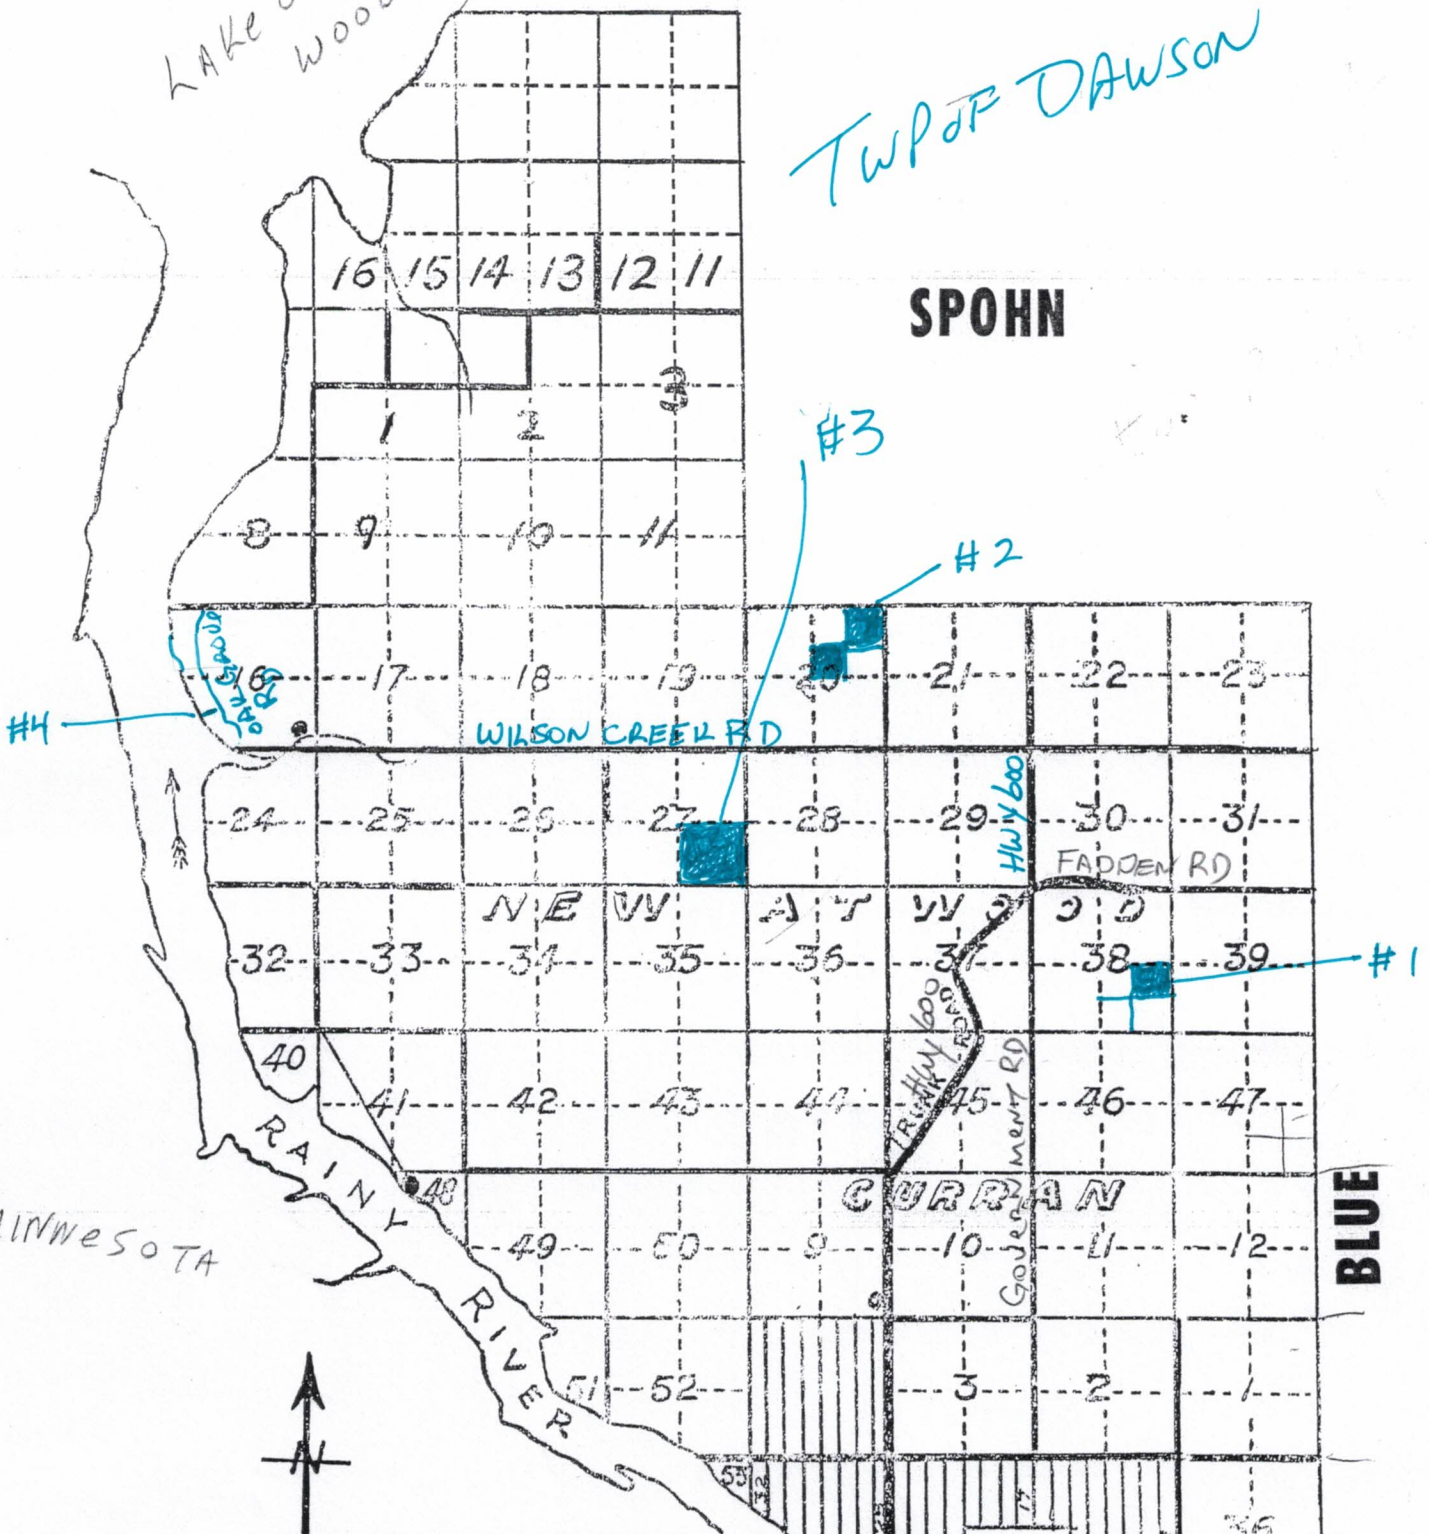 TWP OF DAWSON
16 15 14 13 12 11
SPOHN
3
1 2
#3
8 9 10 11
#2
16 17 18 19 20 21 22 23
RD
#4
WILSON CREEK RD
HWY 600
24 25 26 27 28 29 30 31
FADDEN RD
NEW ATWOOD
32 33 34 35 36 37 38 39
#1
HWY 600
ROAD
GOVERNMENT RD
40
41 42 43 44 45 46 47
RAINY RIVER
48
CURRAN
BLUE
49 50 9 10 11 12
51 52 3 2 1
N